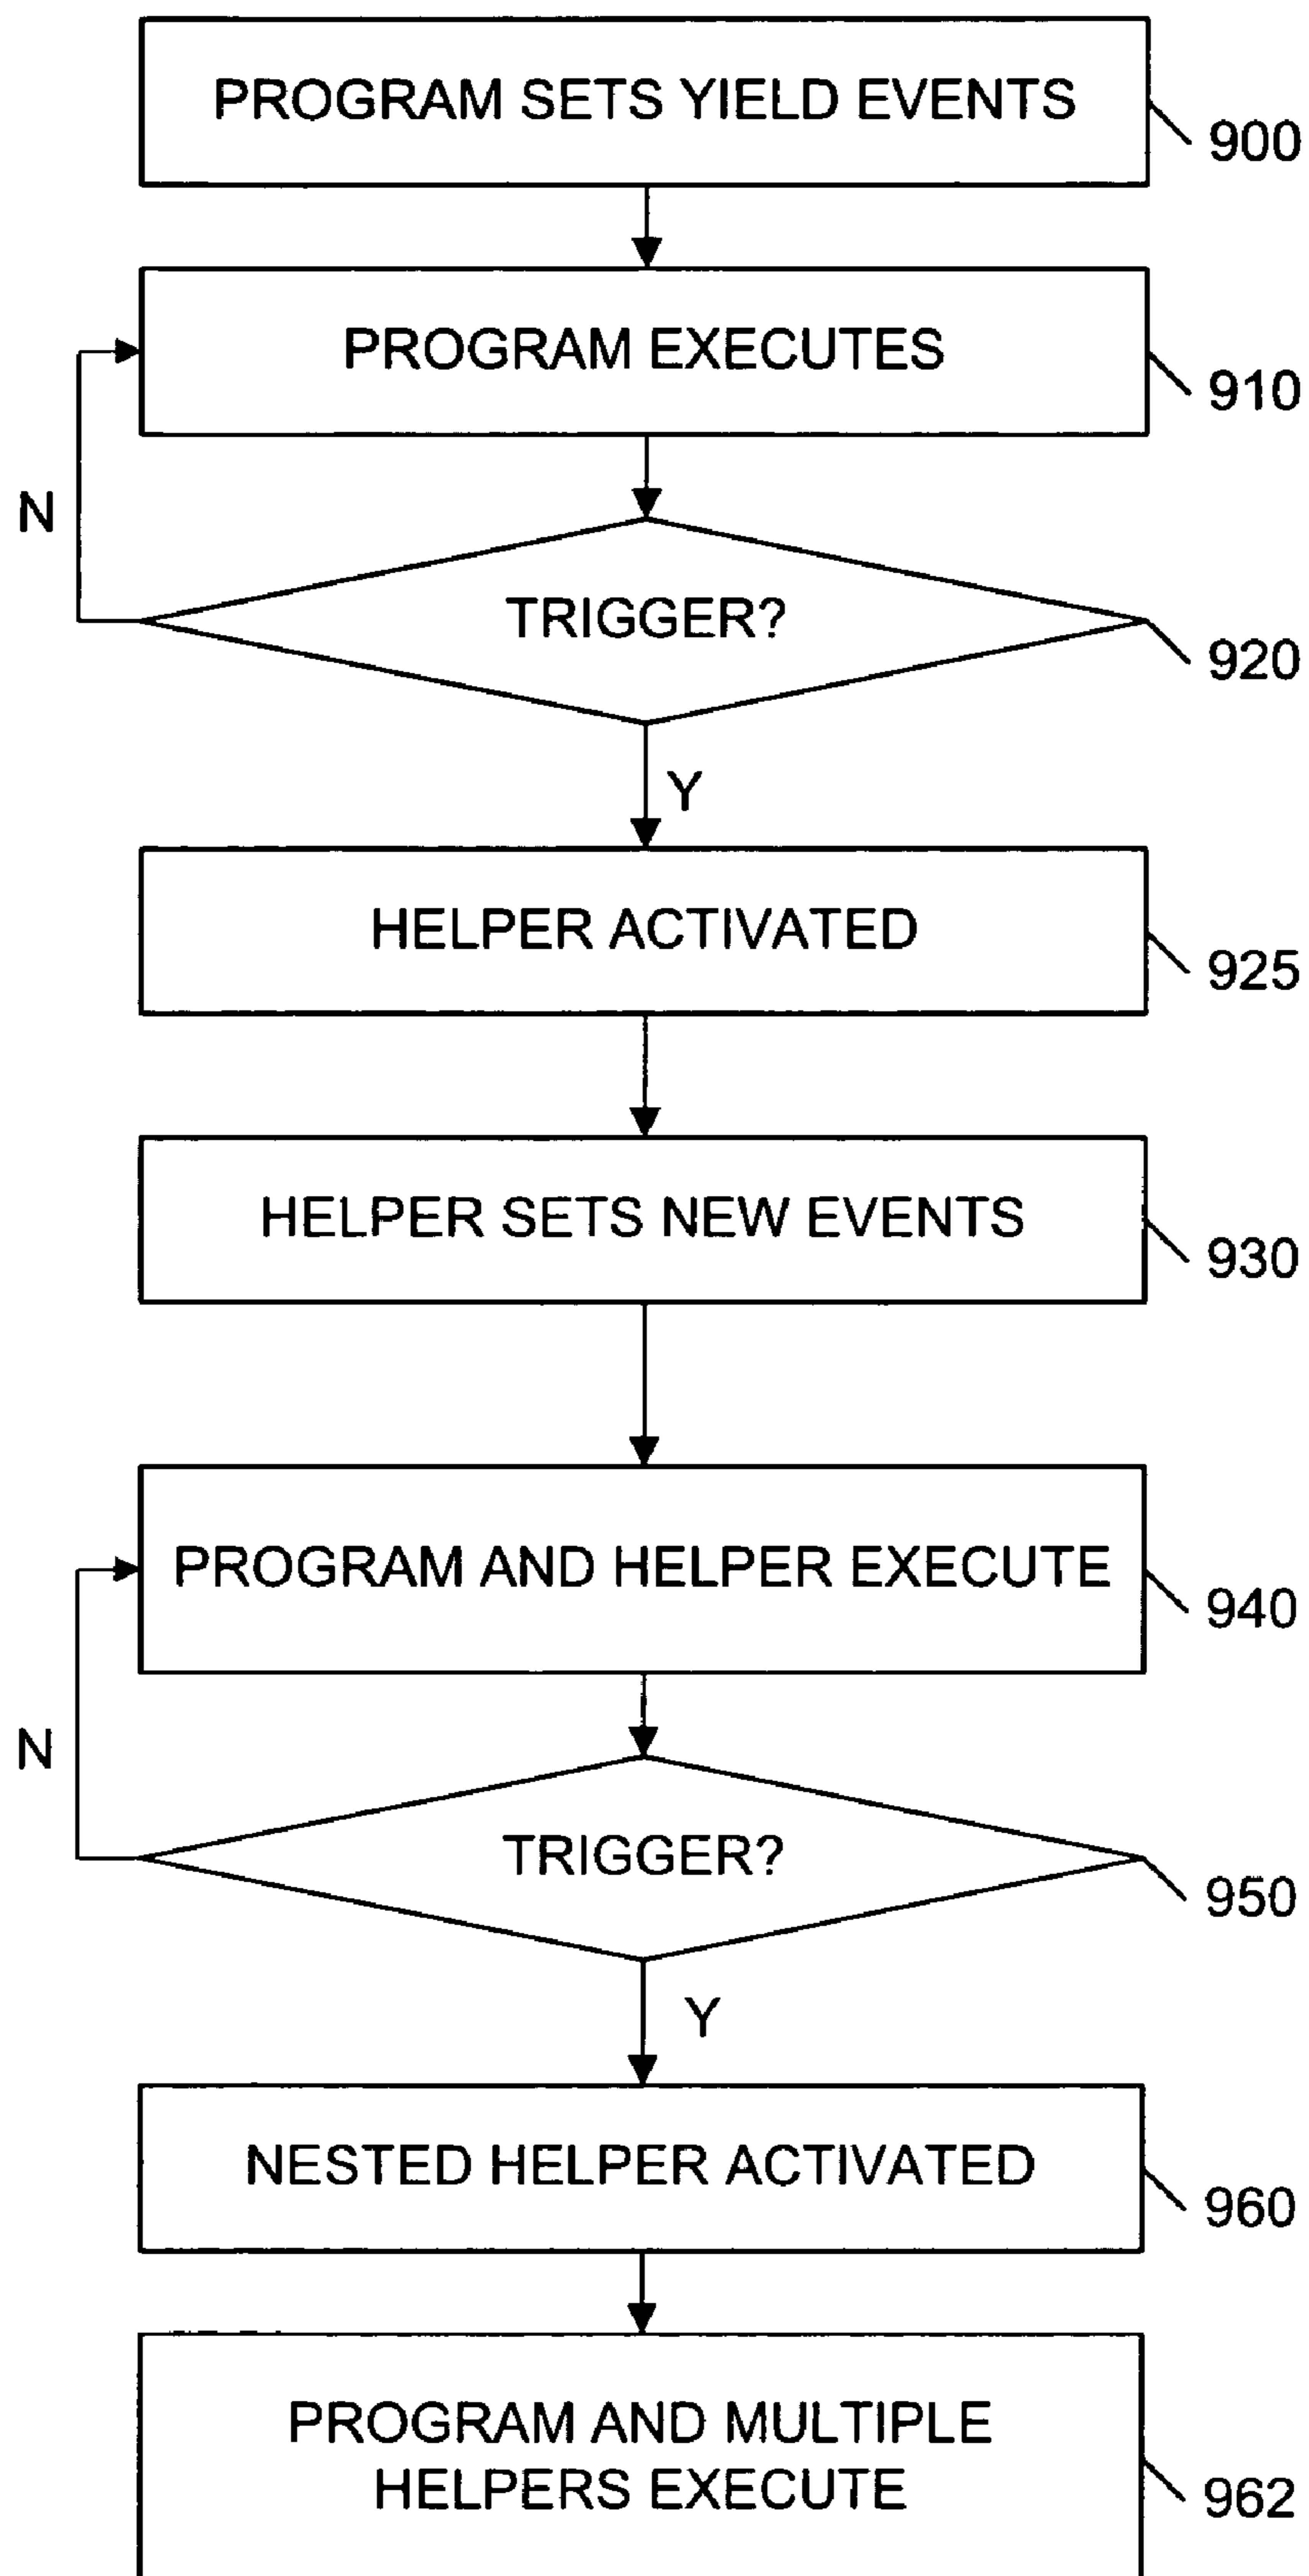 PROGRAM SETS YIELD EVENTS
900
PROGRAM EXECUTES
910
N
TRIGGER?
920
Y
HELPER ACTIVATED
925
HELPER SETS NEW EVENTS
930
PROGRAM AND HELPER EXECUTE
940
N
TRIGGER?
950
Y
NESTED HELPER ACTIVATED
960
PROGRAM AND MULTIPLE
HELPERS EXECUTE
962